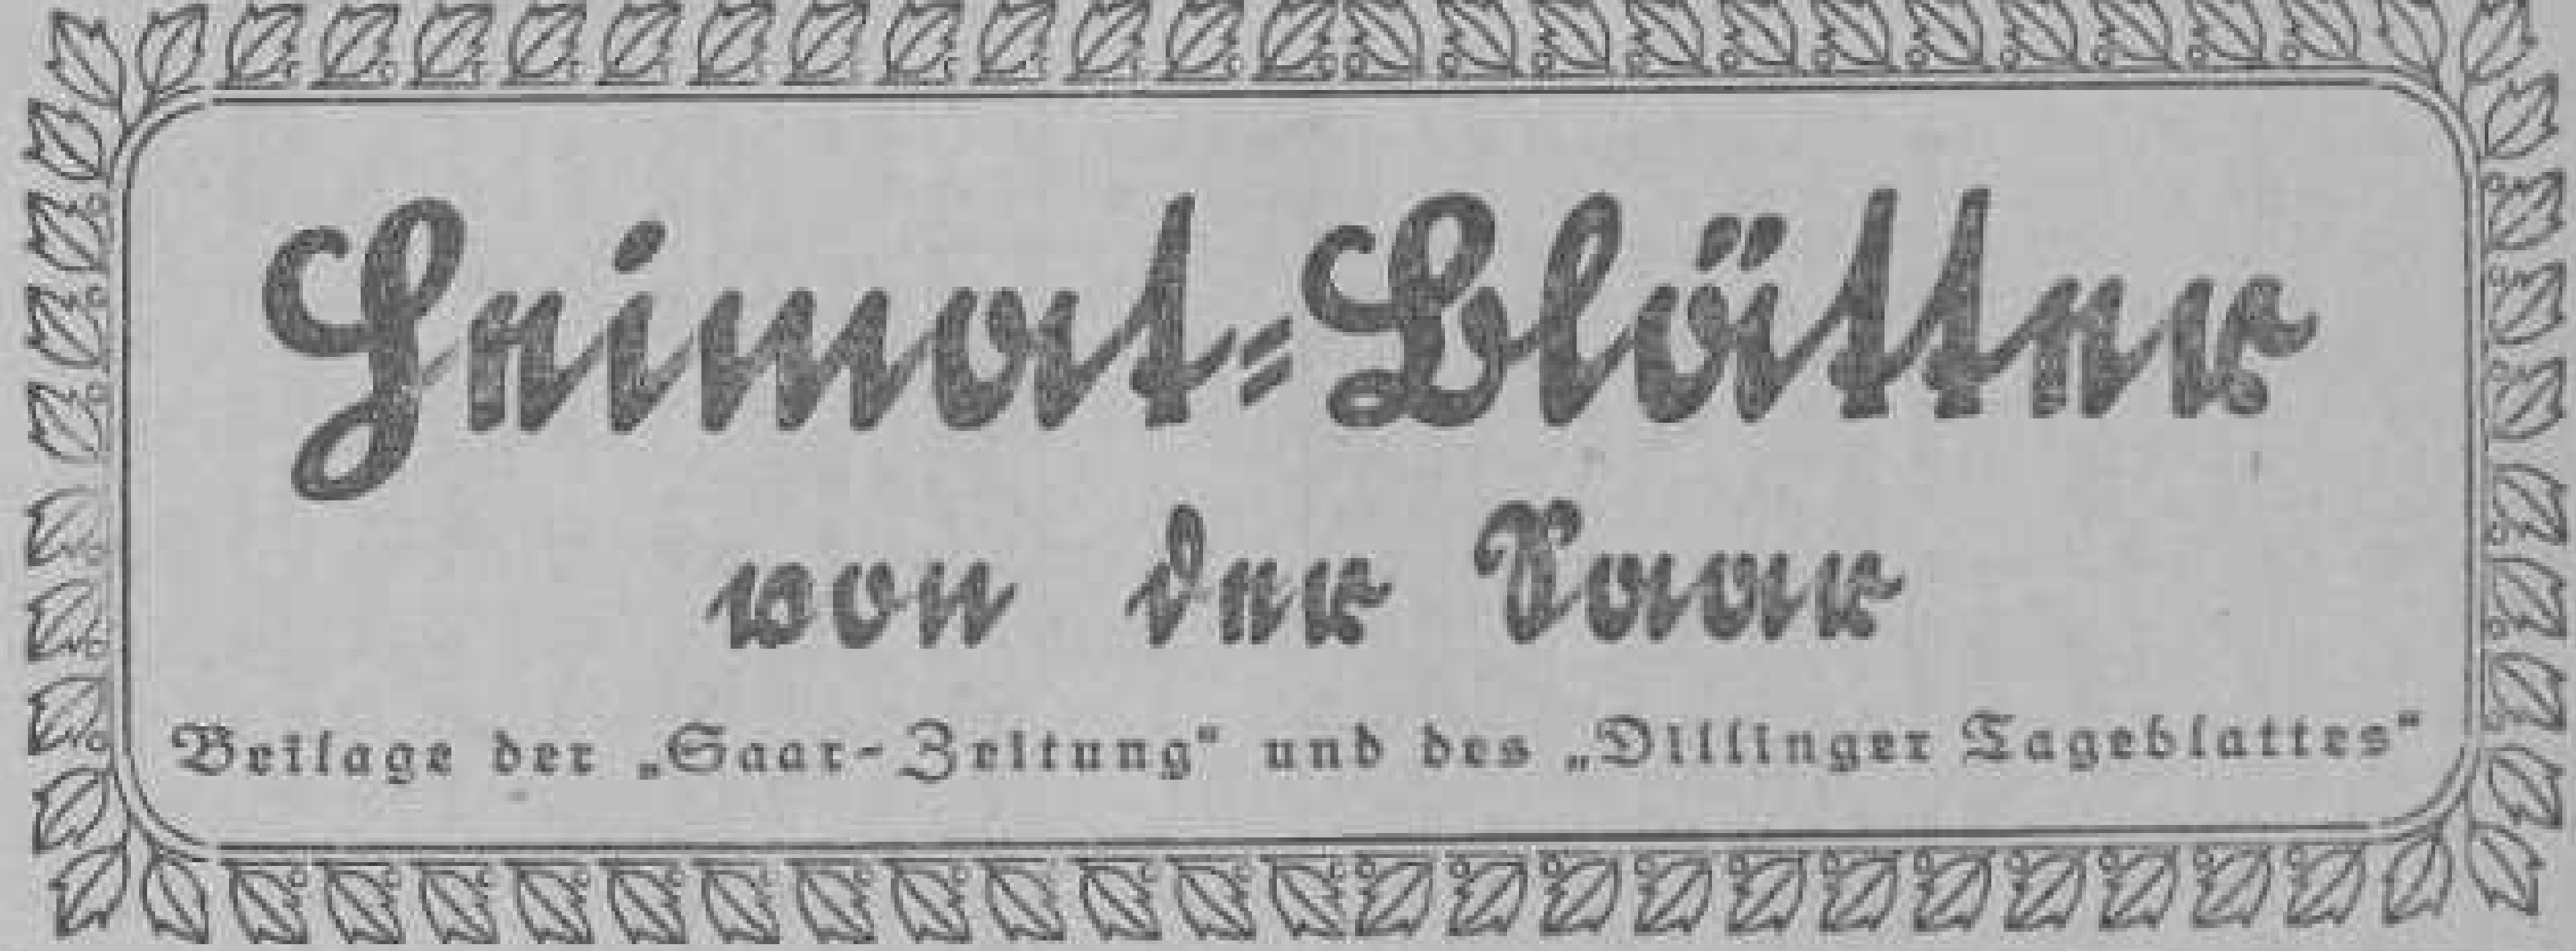 Heimat=Blätter
von der Saar
Beilage der „Saar-Zeitung“ und des „Dillinger Tageblattes“